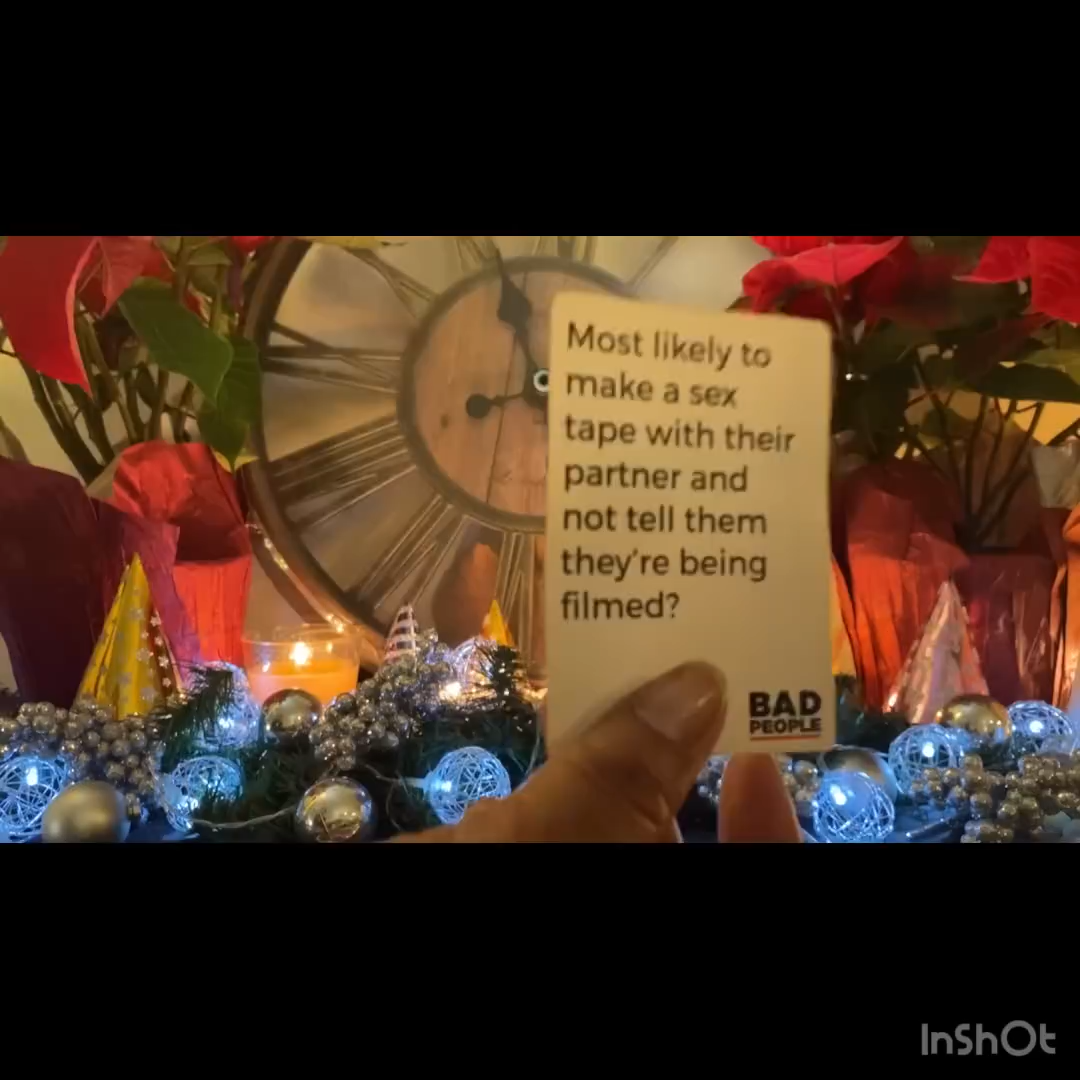 Most likely to
make a sex
tape with their
partner and
not tell them
they're being
filmed?
BAD
PEOPLE
InShOt